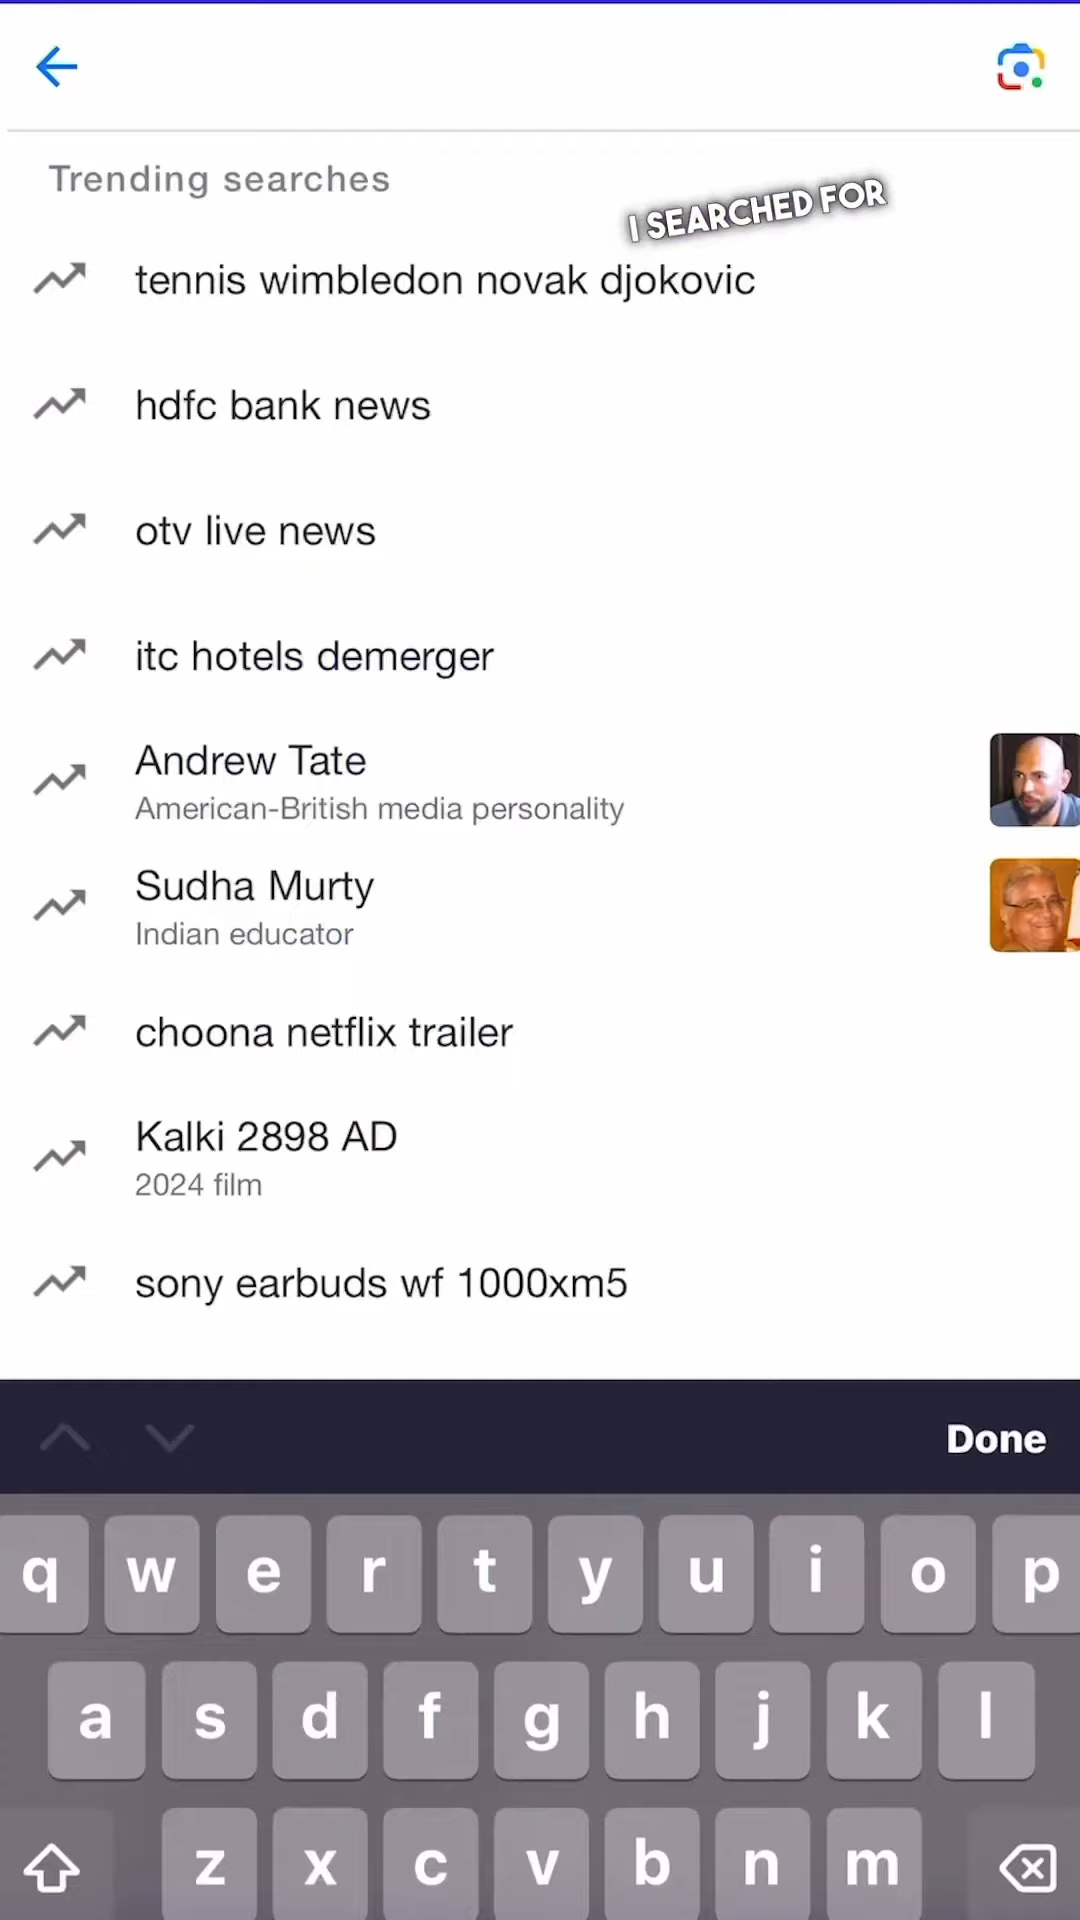 Trending searches
I SEARCHED FOR
tennis wimbledon novak djokovic
hdfc bank news
otv live news
itc hotels demerger
Andrew Tate
American-British media personality
Sudha Murty
Indian educator
choona netflix trailer
Kalki 2898 AD
2024 film
sony earbuds wf 1000xm5
Done
q w e r t y u i o p
a s d f g h j k l
z x c v b n m